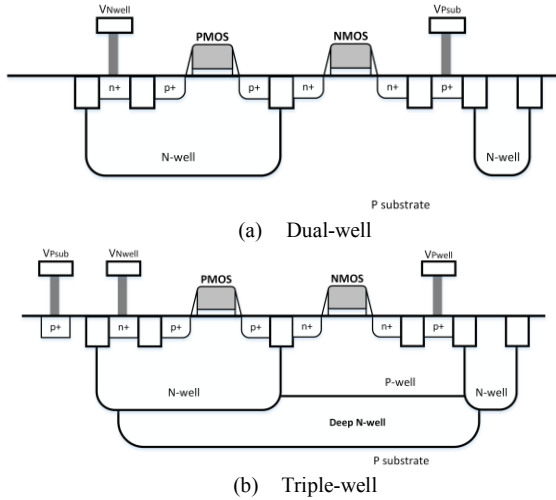 VNwell
PMOS
NMOS
VPsub
n+
p+
p+
n+
n+
p+
N-well
N-well
P substrate
(a) Dual-well
VPsub
VNwell
PMOS
NMOS
VPwell
p+
n+
p+
p+
n+
n+
p+
N-well
P-well
N-well
Deep N-well
P substrate
(b) Triple-well